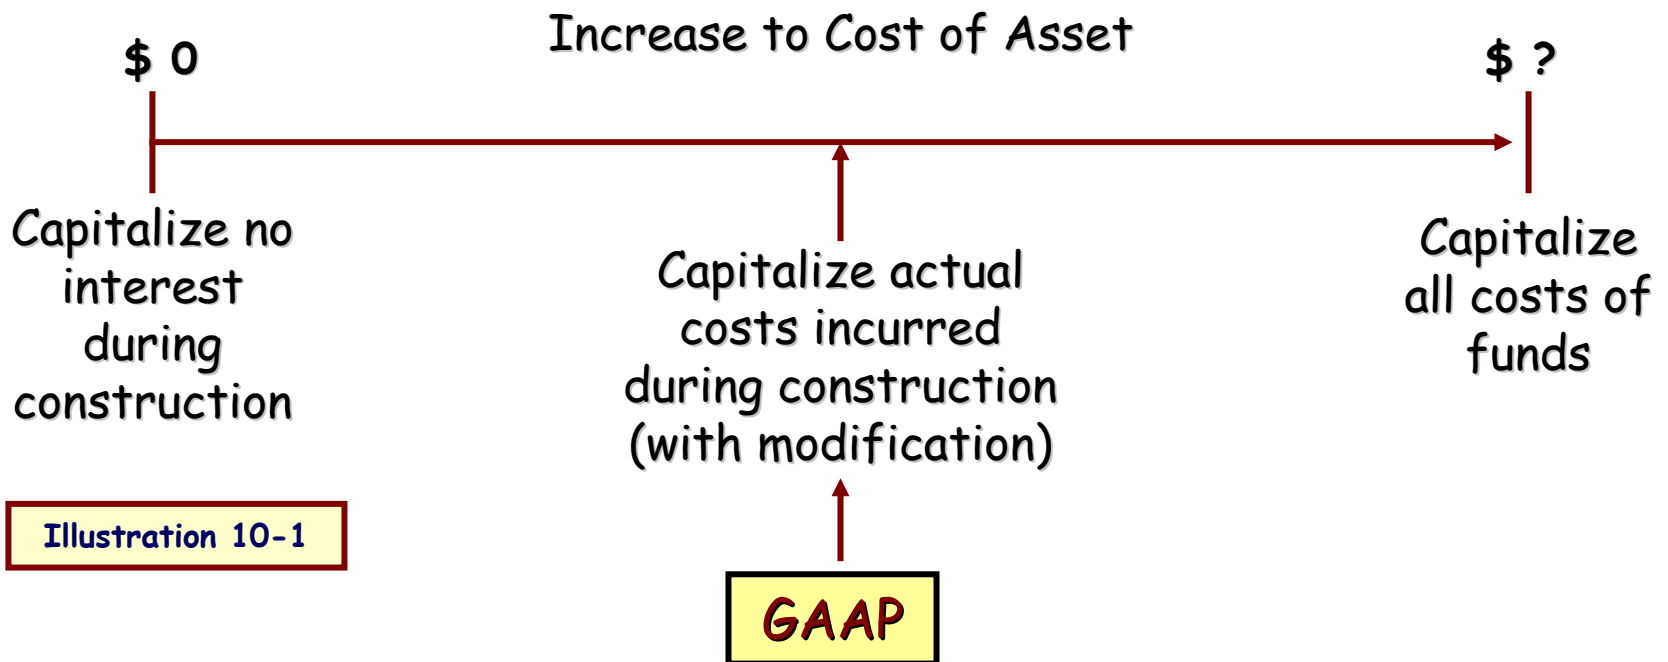 Increase to Cost of Asset
$ 0
$ ?
Capitalize no
interest
during
construction
Capitalize actual
costs incurred
during construction
(with modification)
Capitalize
all costs of
funds
Illustration 10-1
GAAP